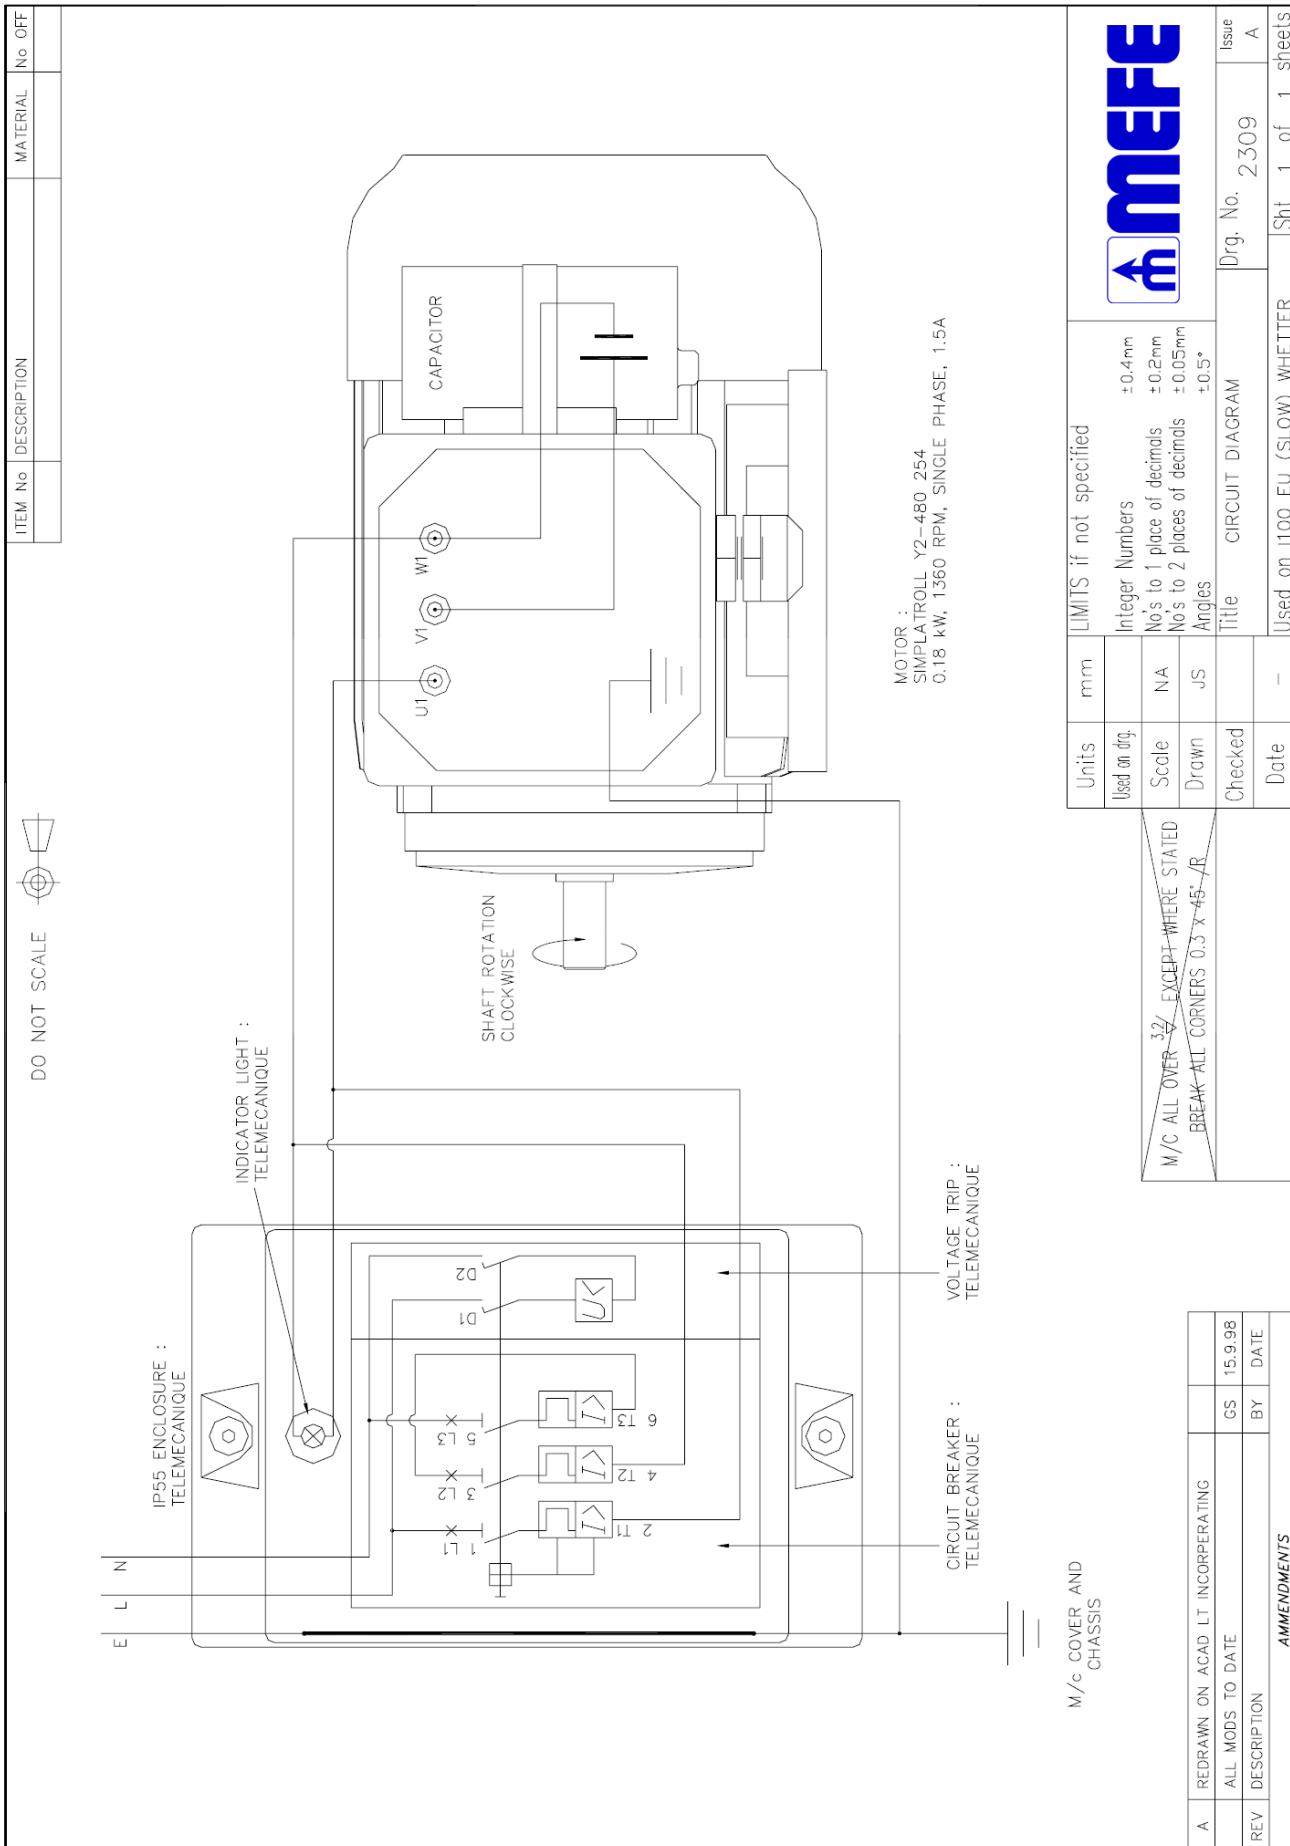 ITEM No DESCRIPTION MATERIAL No OFF
DO NOT SCALE
IP55 ENCLOSURE :
TELEMECANIQUE
INDICATOR LIGHT :
TELEMECANIQUE
E L N
D1 D2
1 L1 3 L2 5 L3
2 T1 4 T2 6 T3
U<
I> I> I>
CIRCUIT BREAKER :
TELEMECANIQUE
VOLTAGE TRIP :
TELEMECANIQUE
M/c COVER AND
CHASSIS
SHAFT ROTATION
CLOCKWISE
U1 V1 W1
CAPACITOR
MOTOR :
SIMPLATROLL Y2-480 254
0.18 kW, 1360 RPM, SINGLE PHASE, 1.5A
A REDRAWN ON ACAD LT INCORPERATING
ALL MODS TO DATE GS 15.9.98
REV DESCRIPTION BY DATE
AMMENDMENTS
M/C ALL OVER 3.2/ EXCEPT WHERE STATED
BREAK ALL CORNERS 0.3 x 45° /R
Units mm
Used on drg.
Scale NA
Drawn JS
Checked
Date -
LIMITS if not specified
Integer Numbers ±0.4mm
No's to 1 place of decimals ±0.2mm
No's to 2 places of decimals ±0.05mm
Angles ±0.5°
MEFE
Title CIRCUIT DIAGRAM
Drg. No. 2309
Issue A
Used on 1100 EU (SLOW) WHETTER
Sht 1 of 1 sheets